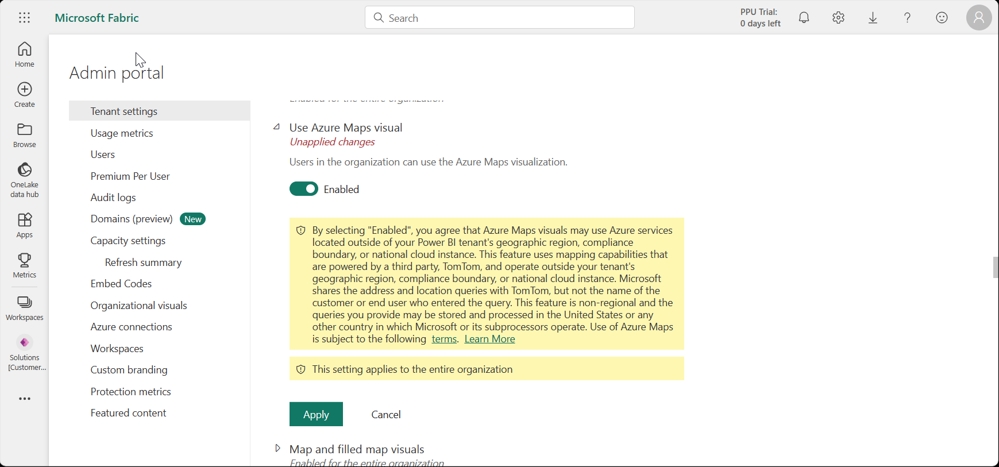 Microsoft Fabric
Search
PPU Trial:
0 days left
Home
Create
Browse
OneLake
data hub
Apps
Metrics
Workspaces
Solutions
[Customer...
Admin portal
Tenant settings
Usage metrics
Users
Premium Per User
Audit logs
Domains (preview) New
Capacity settings
Refresh summary
Embed Codes
Organizational visuals
Azure connections
Workspaces
Custom branding
Protection metrics
Featured content
Enabled for the entire organization
Use Azure Maps visual
Unapplied changes
Users in the organization can use the Azure Maps visualization.
Enabled
By selecting "Enabled", you agree that Azure Maps visuals may use Azure services
located outside of your Power BI tenant's geographic region, compliance
boundary, or national cloud instance. This feature uses mapping capabilities that
are powered by a third party, TomTom, and operate outside your tenant's
geographic region, compliance boundary, or national cloud instance. Microsoft
shares the address and location queries with TomTom, but not the name of the
customer or end user who entered the query. This feature is non-regional and the
queries you provide may be stored and processed in the United States or any
other country in which Microsoft or its subprocessors operate. Use of Azure Maps
is subject to the following terms. Learn More
This setting applies to the entire organization
Apply
Cancel
Map and filled map visuals
Enabled for the entire organization